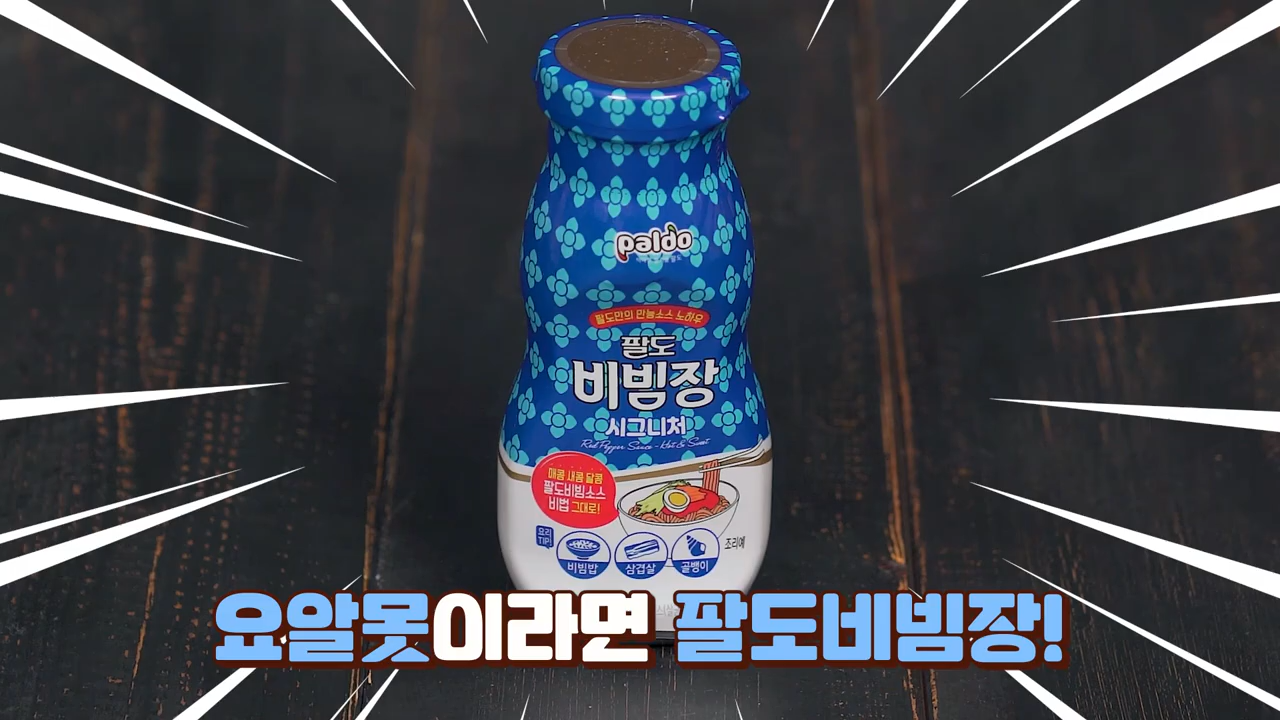 paldo
팔도만의 만능소스 노하우
팔도
비빔장
시그니처
Red Pepper Sauce - Hot & Sweet
매콤 새콤 달콤
팔도비빔소스
비법 그대로!
요리
TIP
비빔밥
삼겹살
골뱅이
조리예
요알못이라면 팔도네빔장!